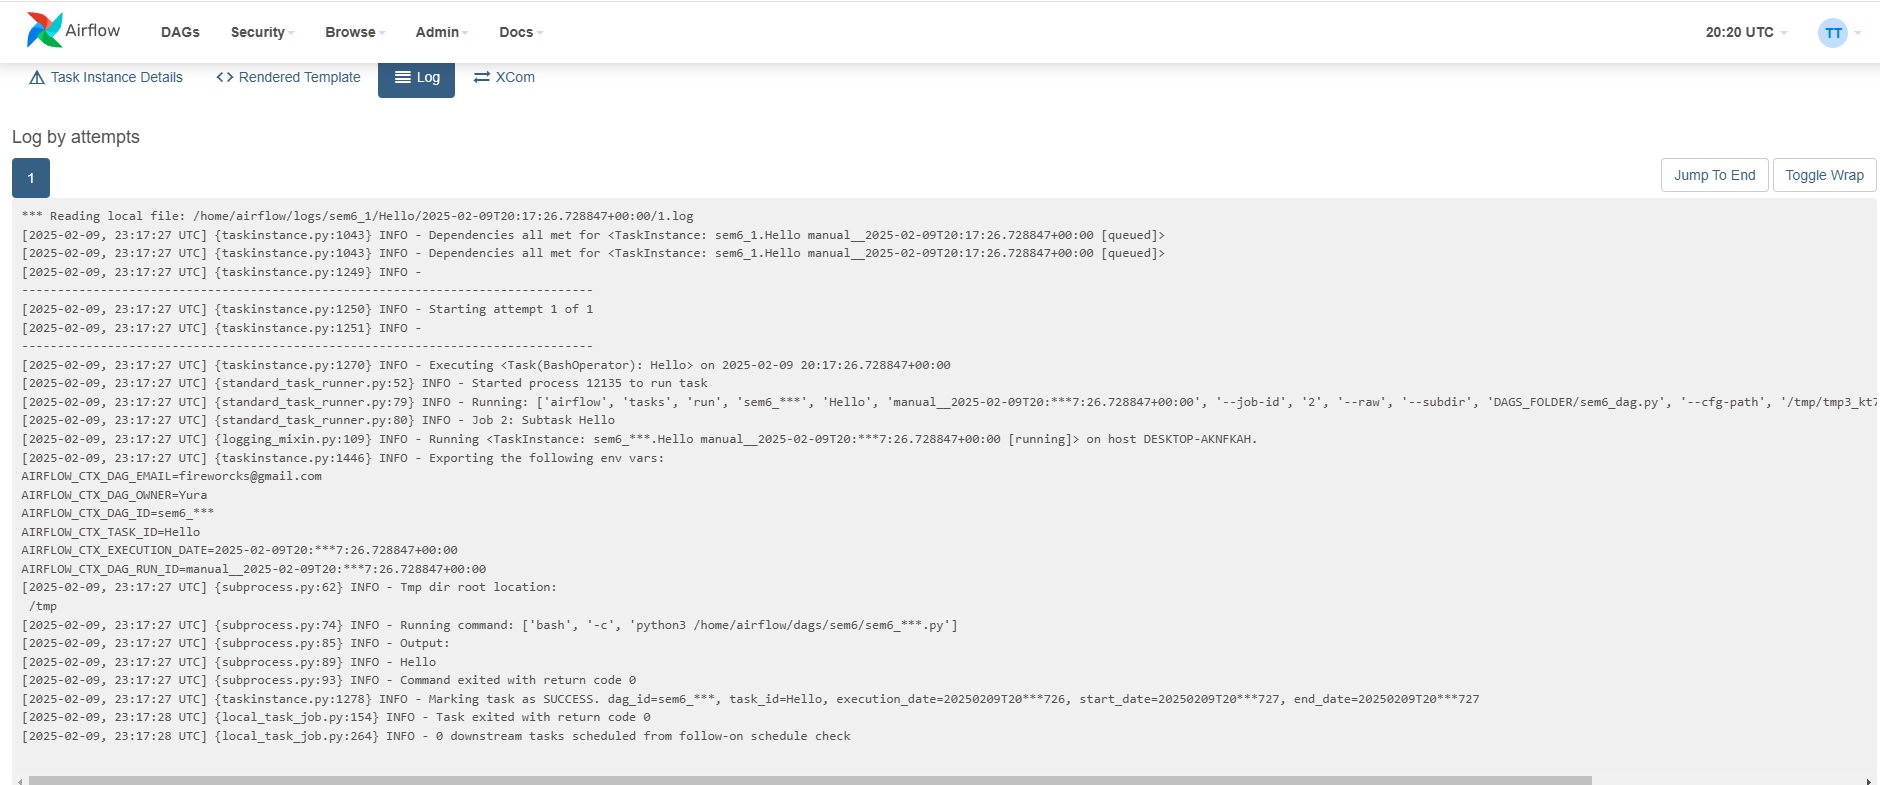 Airflow DAGs Security Browse Admin Docs 20:20 UTC TT
Task Instance Details Rendered Template Log XCom
Log by attempts
1 Jump To End Toggle Wrap
*** Reading local file: /home/airflow/logs/sem6_1/Hello/2025-02-09T20:17:26.728847+00:00/1.log
[2025-02-09, 23:17:27 UTC] {taskinstance.py:1043} INFO - Dependencies all met for <TaskInstance: sem6_1.Hello manual__2025-02-09T20:17:26.728847+00:00 [queued]>
[2025-02-09, 23:17:27 UTC] {taskinstance.py:1043} INFO - Dependencies all met for <TaskInstance: sem6_1.Hello manual__2025-02-09T20:17:26.728847+00:00 [queued]>
[2025-02-09, 23:17:27 UTC] {taskinstance.py:1249} INFO -
--------------------------------------------------------------------------------
[2025-02-09, 23:17:27 UTC] {taskinstance.py:1250} INFO - Starting attempt 1 of 1
[2025-02-09, 23:17:27 UTC] {taskinstance.py:1251} INFO -
--------------------------------------------------------------------------------
[2025-02-09, 23:17:27 UTC] {taskinstance.py:1270} INFO - Executing <Task(BashOperator): Hello> on 2025-02-09 20:17:26.728847+00:00
[2025-02-09, 23:17:27 UTC] {standard_task_runner.py:52} INFO - Started process 12135 to run task
[2025-02-09, 23:17:27 UTC] {standard_task_runner.py:79} INFO - Running: ['airflow', 'tasks', 'run', 'sem6_***', 'Hello', 'manual__2025-02-09T20:***7:26.728847+00:00', '--job-id', '2', '--raw', '--subdir', 'DAGS_FOLDER/sem6_dag.py', '--cfg-path', '/tmp/tmp3_kt7
[2025-02-09, 23:17:27 UTC] {standard_task_runner.py:80} INFO - Job 2: Subtask Hello
[2025-02-09, 23:17:27 UTC] {logging_mixin.py:109} INFO - Running <TaskInstance: sem6_***.Hello manual__2025-02-09T20:***7:26.728847+00:00 [running]> on host DESKTOP-AKNFKAH.
[2025-02-09, 23:17:27 UTC] {taskinstance.py:1446} INFO - Exporting the following env vars:
AIRFLOW_CTX_DAG_EMAIL=fireworcks@gmail.com
AIRFLOW_CTX_DAG_OWNER=Yura
AIRFLOW_CTX_DAG_ID=sem6_***
AIRFLOW_CTX_TASK_ID=Hello
AIRFLOW_CTX_EXECUTION_DATE=2025-02-09T20:***7:26.728847+00:00
AIRFLOW_CTX_DAG_RUN_ID=manual__2025-02-09T20:***7:26.728847+00:00
[2025-02-09, 23:17:27 UTC] {subprocess.py:62} INFO - Tmp dir root location:
/tmp
[2025-02-09, 23:17:27 UTC] {subprocess.py:74} INFO - Running command: ['bash', '-c', 'python3 /home/airflow/dags/sem6/sem6_***.py']
[2025-02-09, 23:17:27 UTC] {subprocess.py:85} INFO - Output:
[2025-02-09, 23:17:27 UTC] {subprocess.py:89} INFO - Hello
[2025-02-09, 23:17:27 UTC] {subprocess.py:93} INFO - Command exited with return code 0
[2025-02-09, 23:17:27 UTC] {taskinstance.py:1278} INFO - Marking task as SUCCESS. dag_id=sem6_***, task_id=Hello, execution_date=20250209T20***726, start_date=20250209T20***727, end_date=20250209T20***727
[2025-02-09, 23:17:28 UTC] {local_task_job.py:154} INFO - Task exited with return code 0
[2025-02-09, 23:17:28 UTC] {local_task_job.py:264} INFO - 0 downstream tasks scheduled from follow-on schedule check